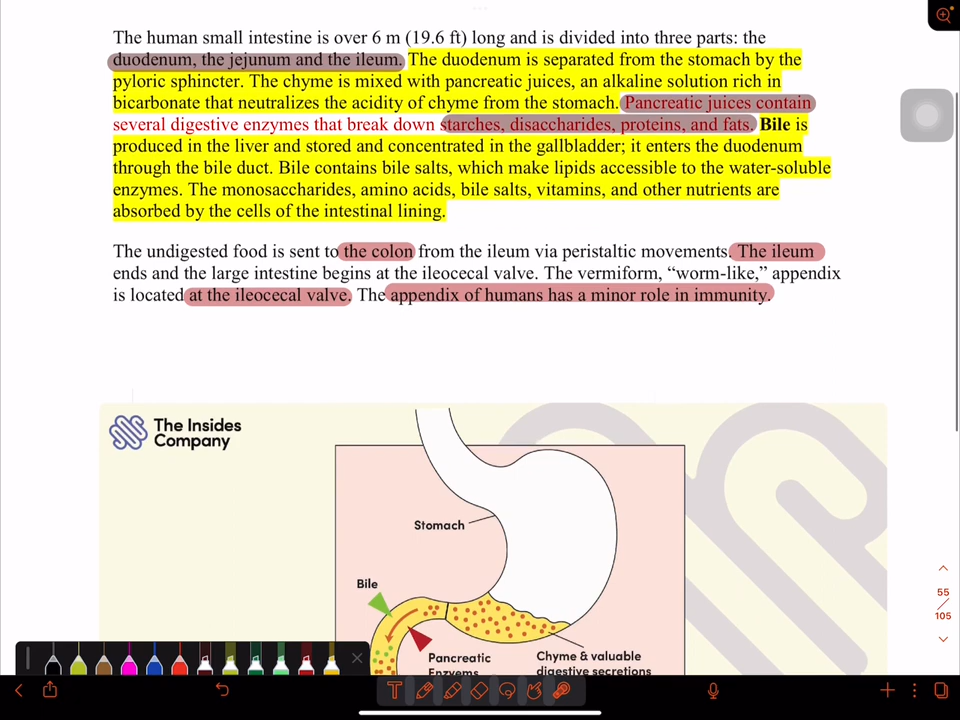 The human small intestine is over 6 m (19.6 ft) long and is divided into three parts: the
duodenum, the jejunum and the ileum. The duodenum is separated from the stomach by the
pyloric sphincter. The chyme is mixed with pancreatic juices, an alkaline solution rich in
bicarbonate that neutralizes the acidity of chyme from the stomach. Pancreatic juices contain
several digestive enzymes that break down starches, disaccharides, proteins, and fats. Bile is
produced in the liver and stored and concentrated in the gallbladder; it enters the duodenum
through the bile duct. Bile contains bile salts, which make lipids accessible to the water-soluble
enzymes. The monosaccharides, amino acids, bile salts, vitamins, and other nutrients are
absorbed by the cells of the intestinal lining.
The undigested food is sent to the colon from the ileum via peristaltic movements. The ileum
ends and the large intestine begins at the ileocecal valve. The vermiform, “worm-like,” appendix
is located at the ileocecal valve. The appendix of humans has a minor role in immunity.
The Insides
Company
Stomach
Bile
Pancreatic
Enzyems
Chyme & valuable
digestive secretions
55
105